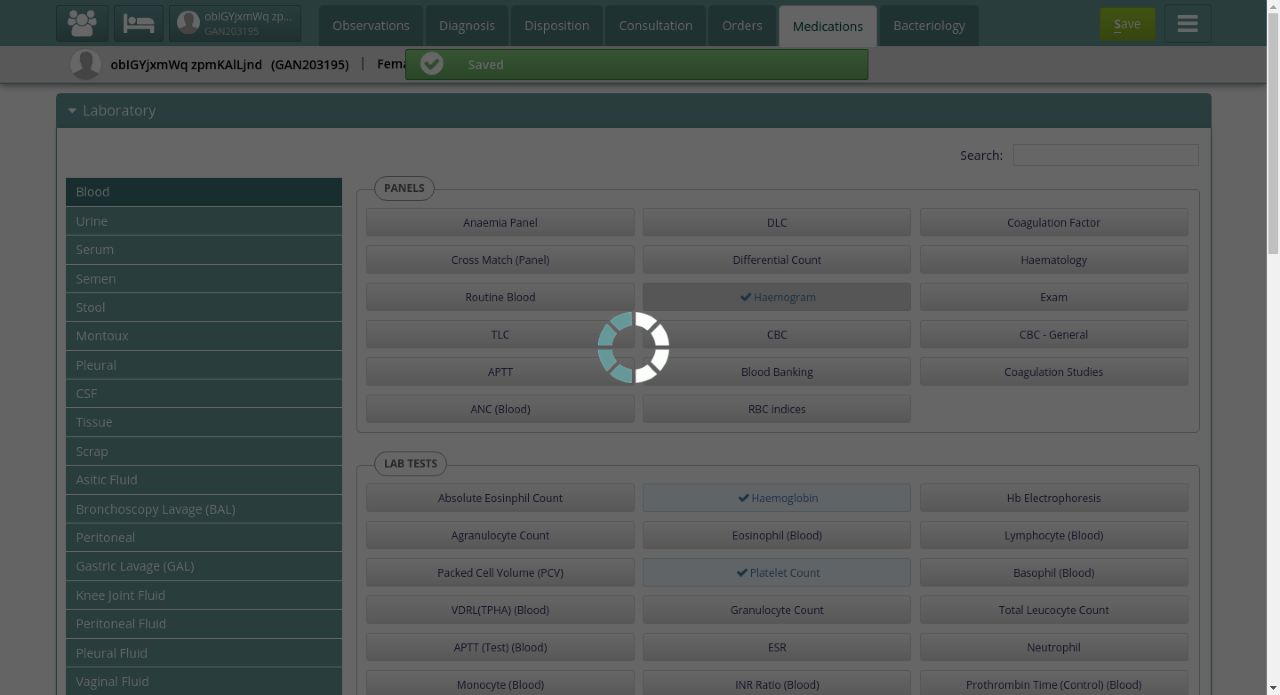 obIGYjxmWq zp...
GAN203195
Observations
Diagnosis
Disposition
Consultation
Orders
Medications
Bacteriology
Save
obIGYjxmWq zpmKAlLjnd (GAN203195) |
Saved
Laboratory
Search:
Blood
Urine
Serum
Semen
Stool
Montoux
Pleural
CSF
Tissue
Scrap
Asitic Fluid
Bronchoscopy Lavage (BAL)
Peritoneal
Gastric Lavage (GAL)
Knee Joint Fluid
Peritoneal Fluid
Pleural Fluid
Vaginal Fluid
PANELS
Anaemia Panel
DLC
Coagulation Factor
Cross Match (Panel)
Differential Count
Haematology
Routine Blood
Haemogram
Exam
TLC
CBC
CBC - General
APTT
Blood Banking
Coagulation Studies
ANC (Blood)
RBC indices
LAB TESTS
Absolute Eosinphil Count
Haemoglobin
Hb Electrophoresis
Agranulocyte Count
Eosinophil (Blood)
Lymphocyte (Blood)
Packed Cell Volume (PCV)
Platelet Count
Basophil (Blood)
VDRL(TPHA) (Blood)
Granulocyte Count
Total Leucocyte Count
APTT (Test) (Blood)
ESR
Neutrophil
Monocyte (Blood)
INR Ratio (Blood)
Prothrombin Time (Control) (Blood)